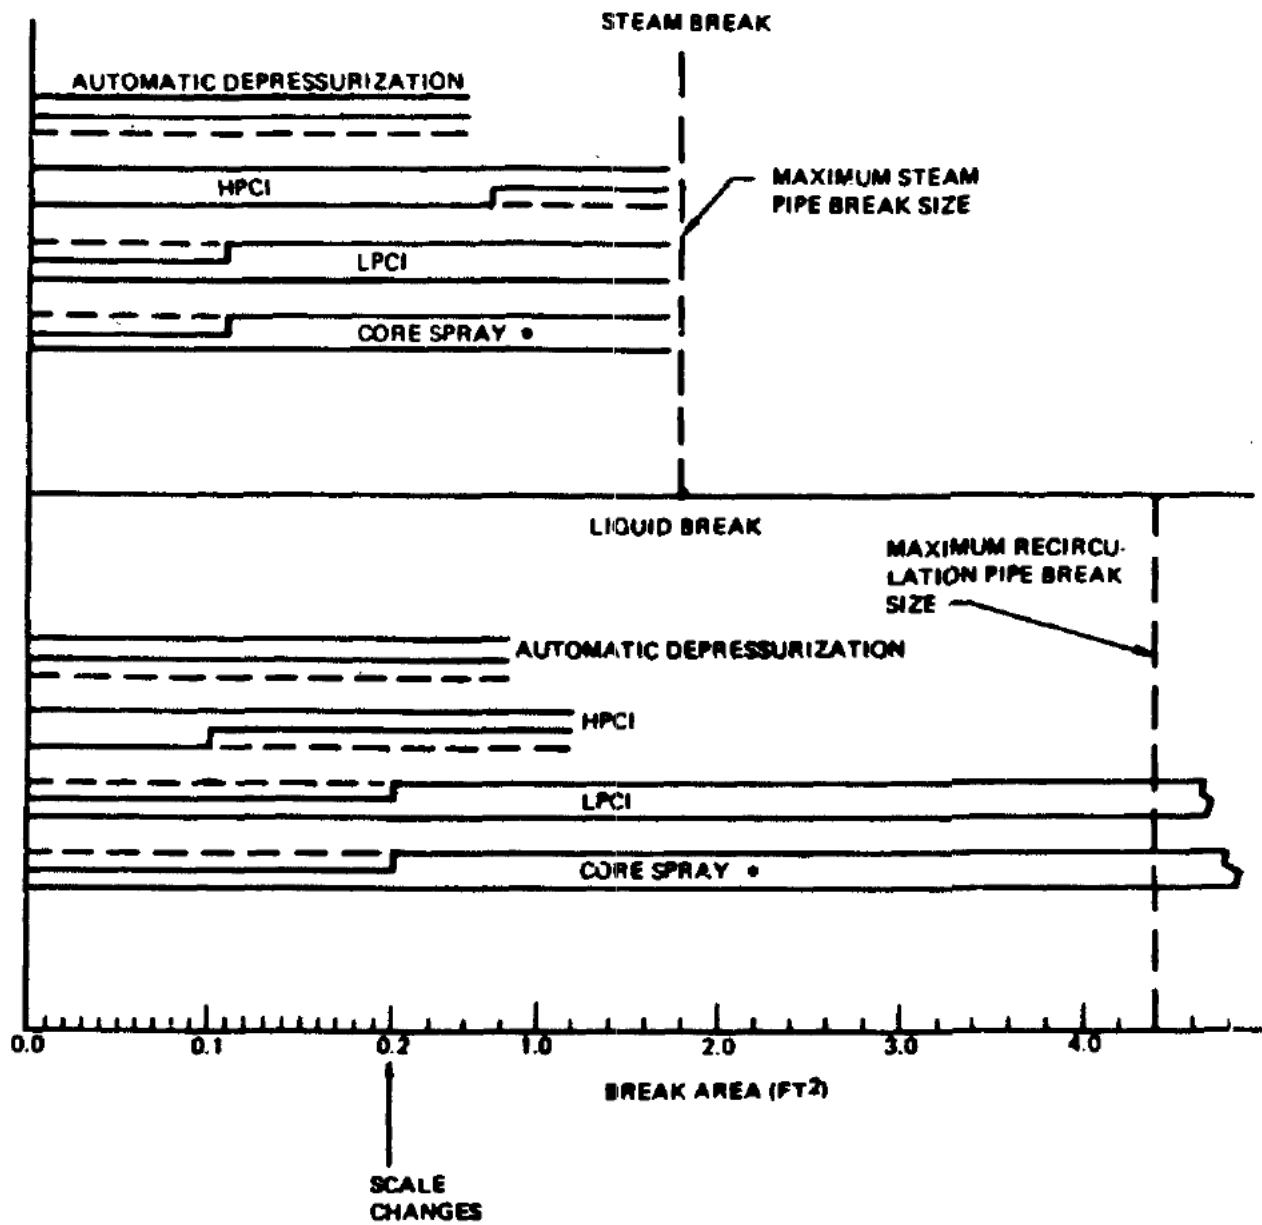 STEAM BREAK
AUTOMATIC DEPRESSURIZATION
HPCI
MAXIMUM STEAM
PIPE BREAK SIZE
LPCI
CORE SPRAY •
LIQUID BREAK
MAXIMUM RECIRCU-
LATION PIPE BREAK
SIZE
AUTOMATIC DEPRESSURIZATION
HPCI
LPCI
CORE SPRAY •
0.0 0.1 0.2 1.0 2.0 3.0 4.0
BREAK AREA (FT²)
SCALE
CHANGES